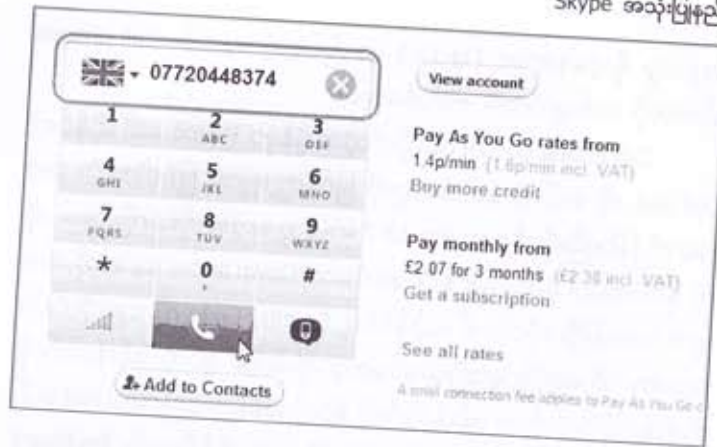 Skype အသုံးပြုနည်
07720448374
1 2 ABC 3 DEF
4 GHI 5 JKL 6 MNO
7 PQRS 8 TUV 9 WXYZ
* 0 + #
Add to Contacts
View account
Pay As You Go rates from
1.4p/min (1.6p/min incl. VAT)
Buy more credit
Pay monthly from
£2 07 for 3 months (£2 38 incl. VAT)
Get a subscription
See all rates
A small connection fee applies to Pay As You Go c